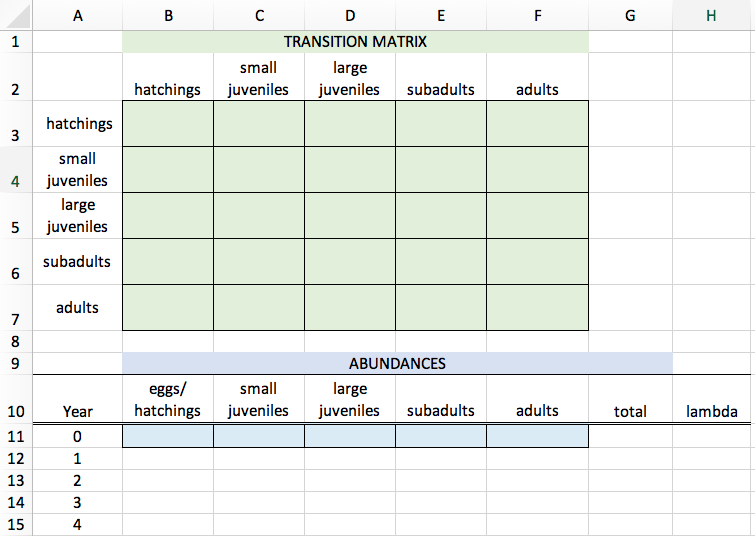 A B C D E F G H
1 TRANSITION MATRIX
small large
2 hatchings juveniles juveniles subadults adults
hatchings
3
small
4 juveniles
large
5 juveniles
subadults
6
adults
7
8
9 ABUNDANCES
eggs/ small large
10 Year hatchings juveniles juveniles subadults adults total lambda
11 0
12 1
13 2
14 3
15 4